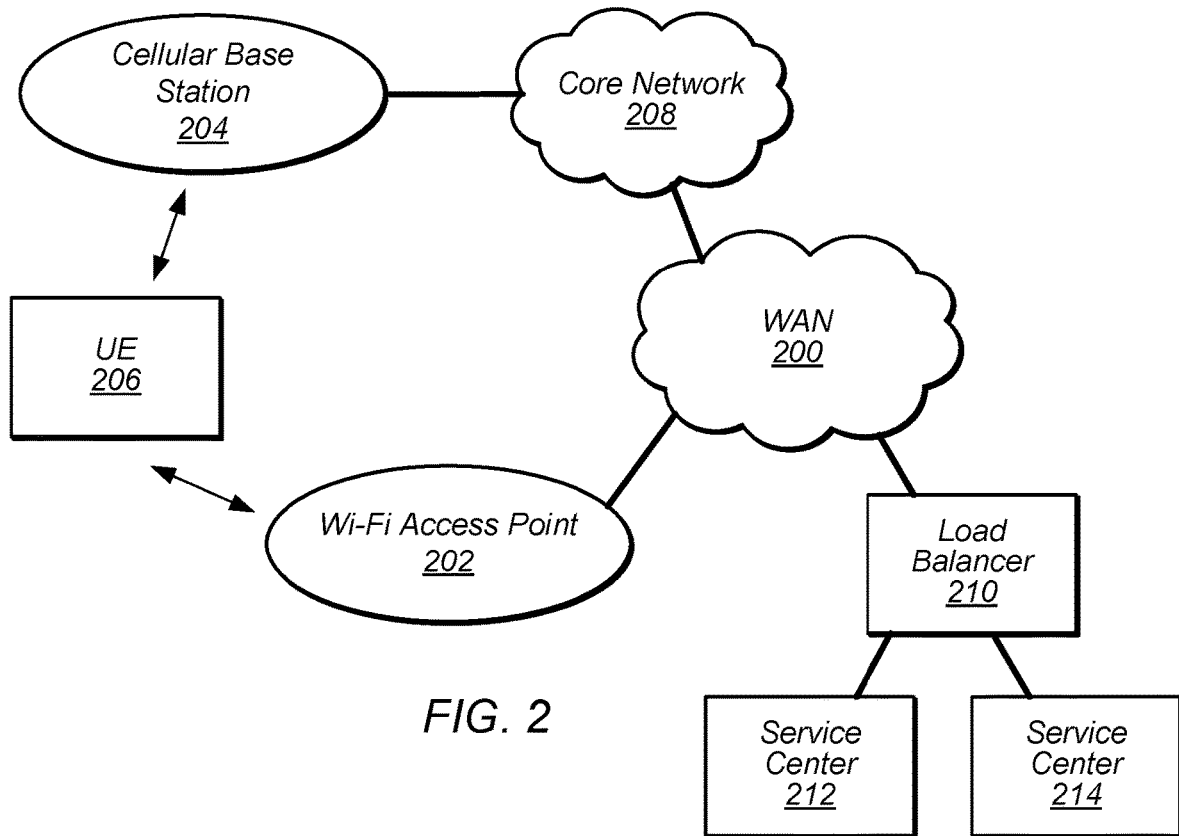 Cellular Base
Station
204
Core Network
208
UE
206
WAN
200
Wi-Fi Access Point
202
Load
Balancer
210
FIG. 2
Service
Center
212
Service
Center
214